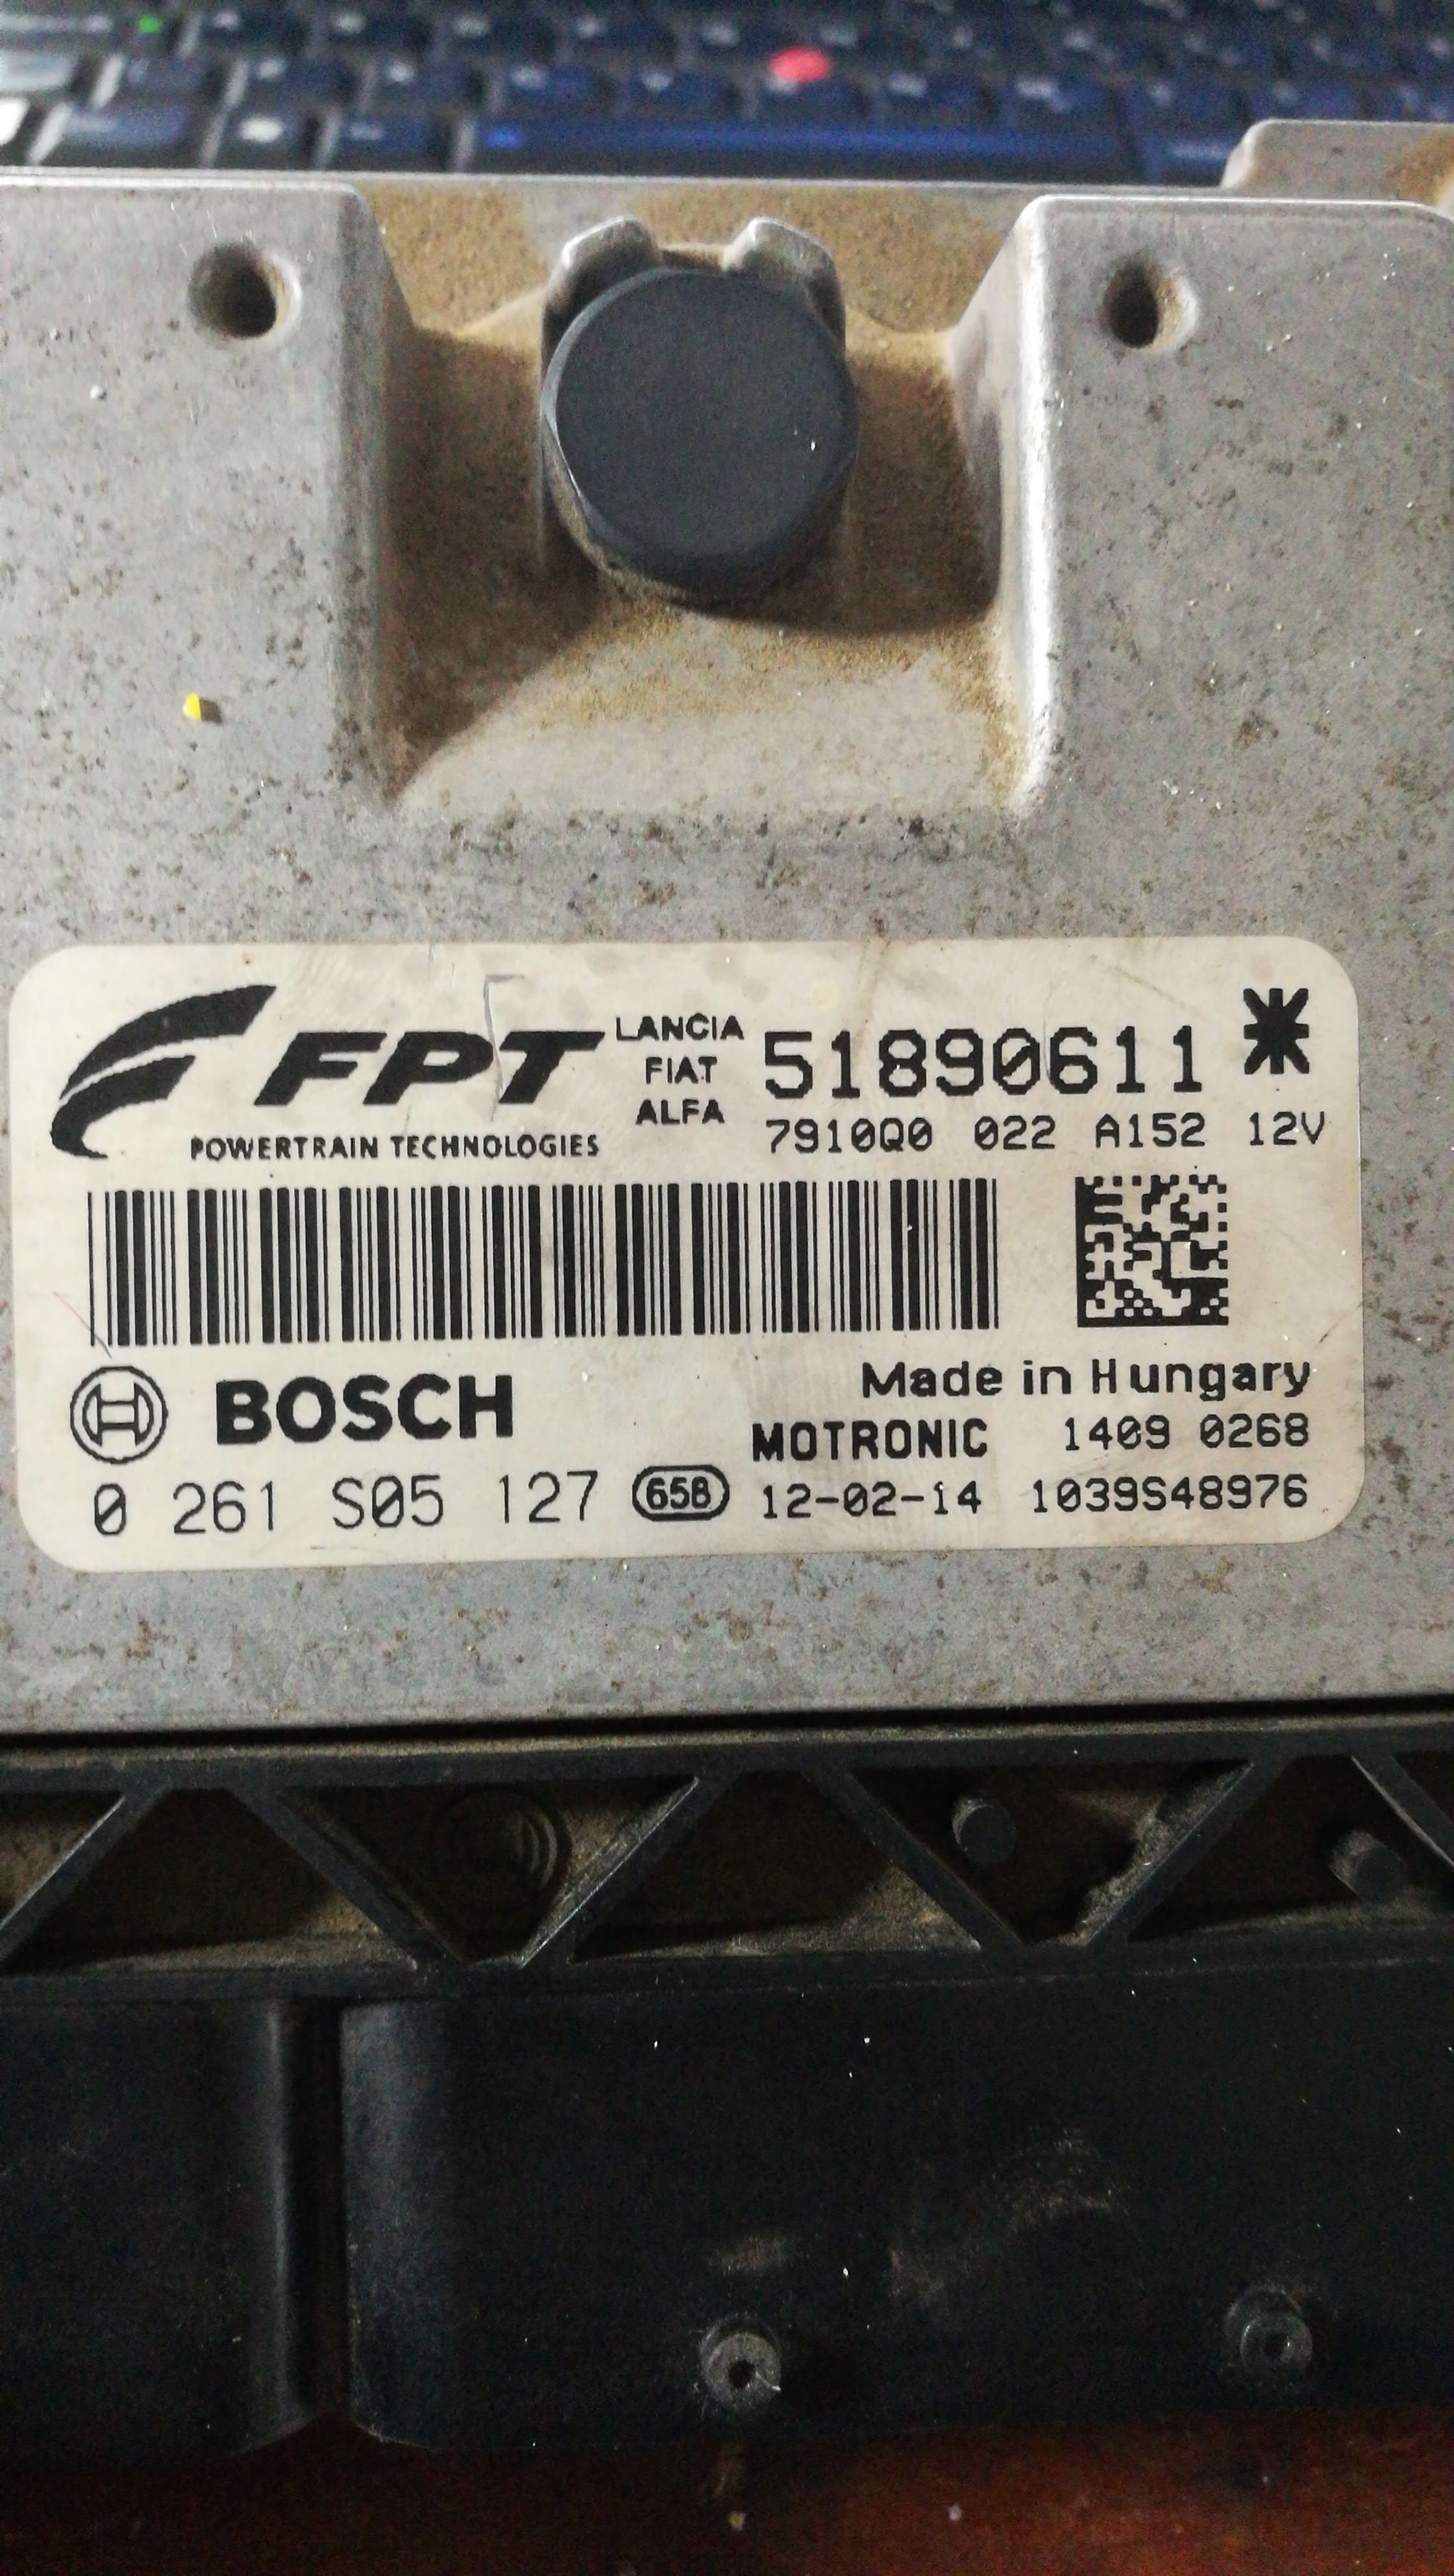 FPT
POWERTRAIN TECHNOLOGIES
LANCIA
FIAT
ALFA
51890611
7910Q0 022 A152 12V
BOSCH
Made in Hungary
MOTRONIC 1409 0268
0 261 S05 127 658 12-02-14 1039S48976